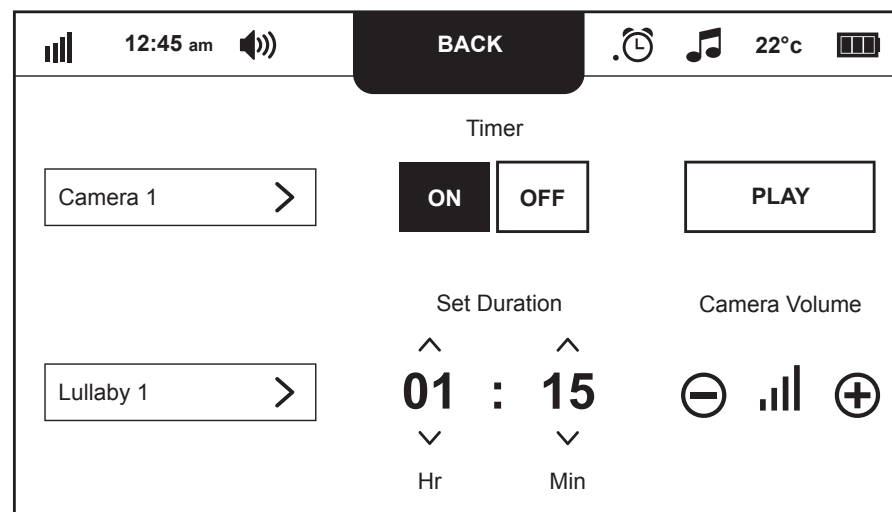 12:45 am BACK 22°c
Timer
Camera 1 ON OFF PLAY
Set Duration Camera Volume
Lullaby 1 01 : 15
Hr Min